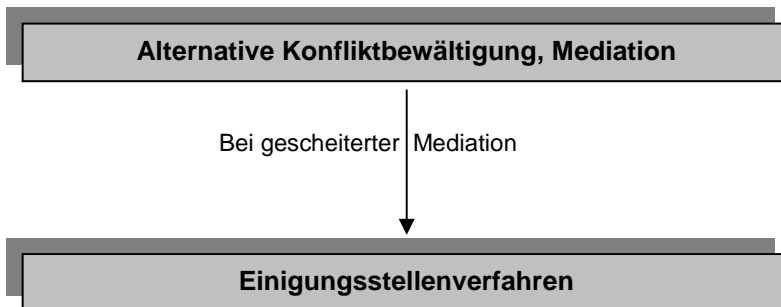 Alternative Konfliktbewältigung, Mediation
Bei gescheiterter Mediation
Einigungsstellenverfahren